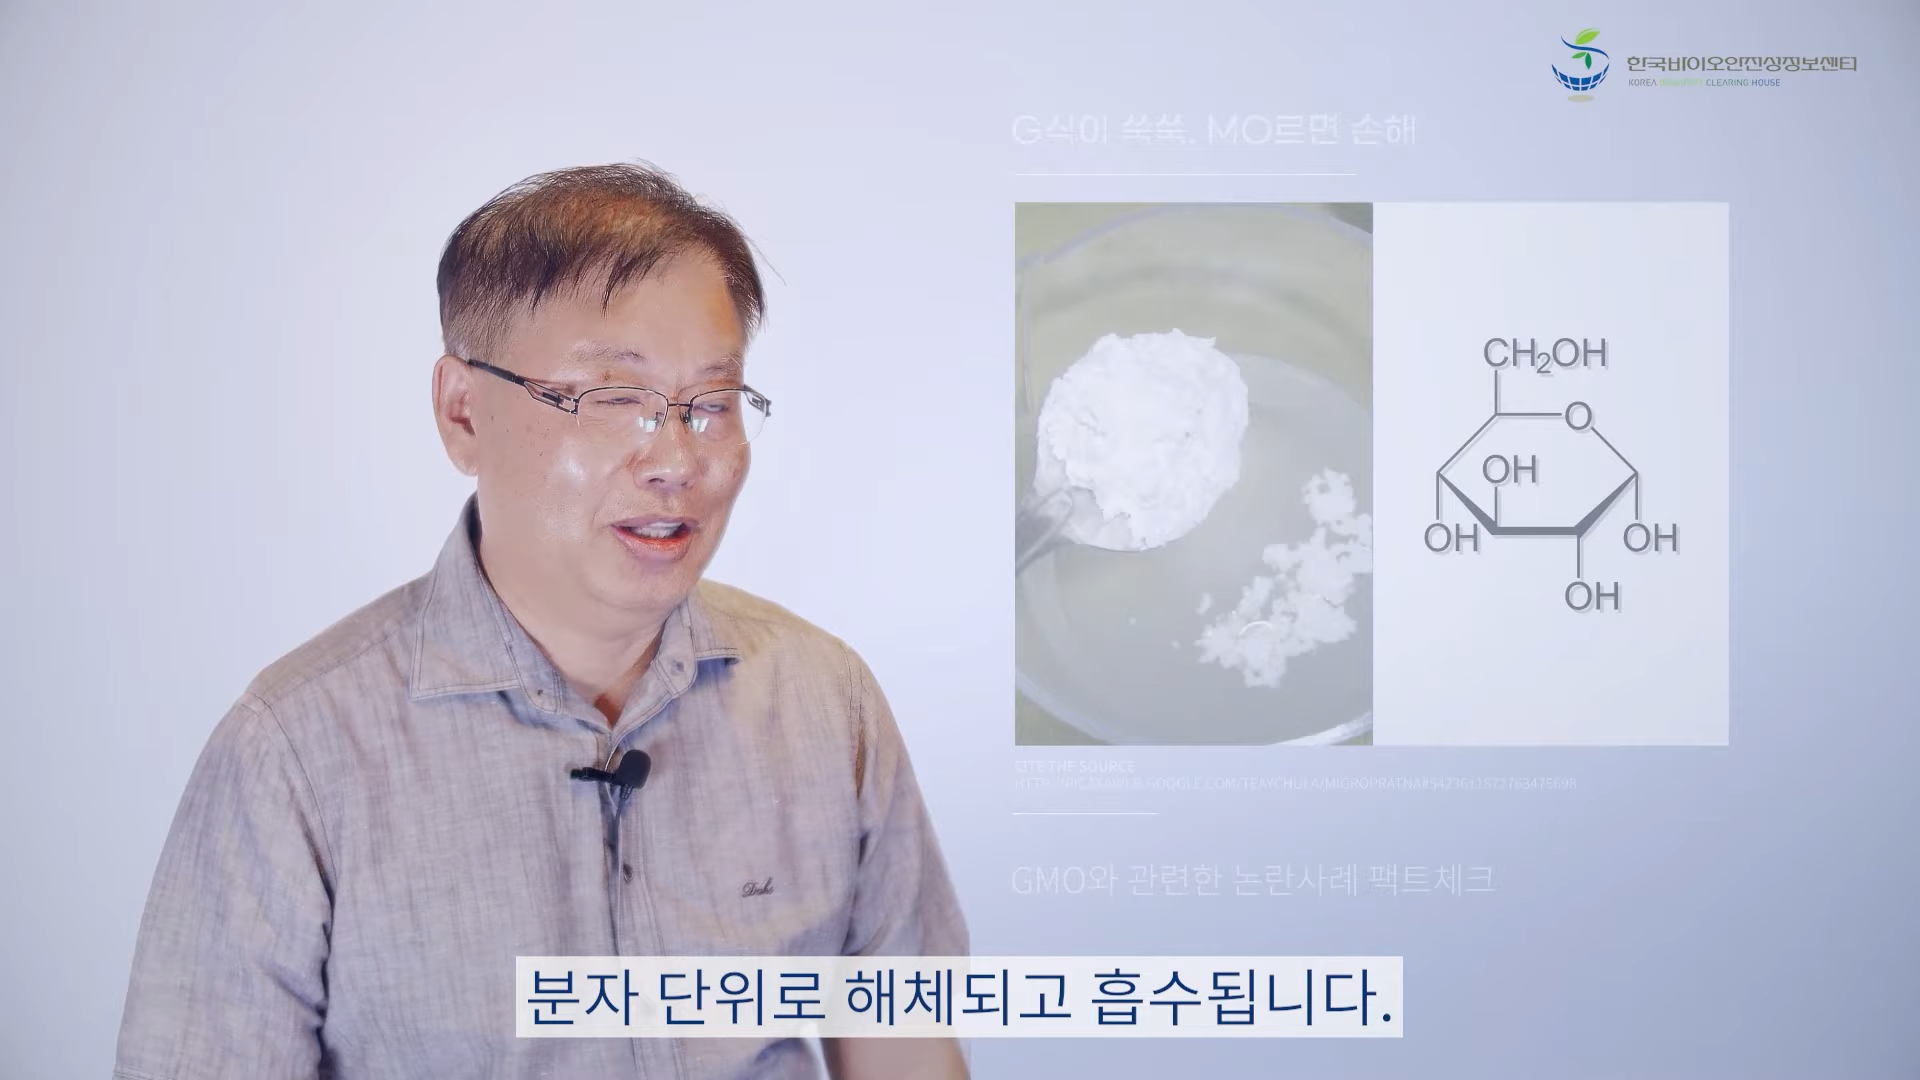 한국바이오안전성정보센터
KOREA BIOSAFETY CLEARING HOUSE
G식이 쑥쑥. MO르면 손해
CH2OH
O
OH
OH
OH
OH
CITE THE SOURCE
GMO와 관련한 논란사례 팩트체크
분자 단위로 해체되고 흡수됩니다.